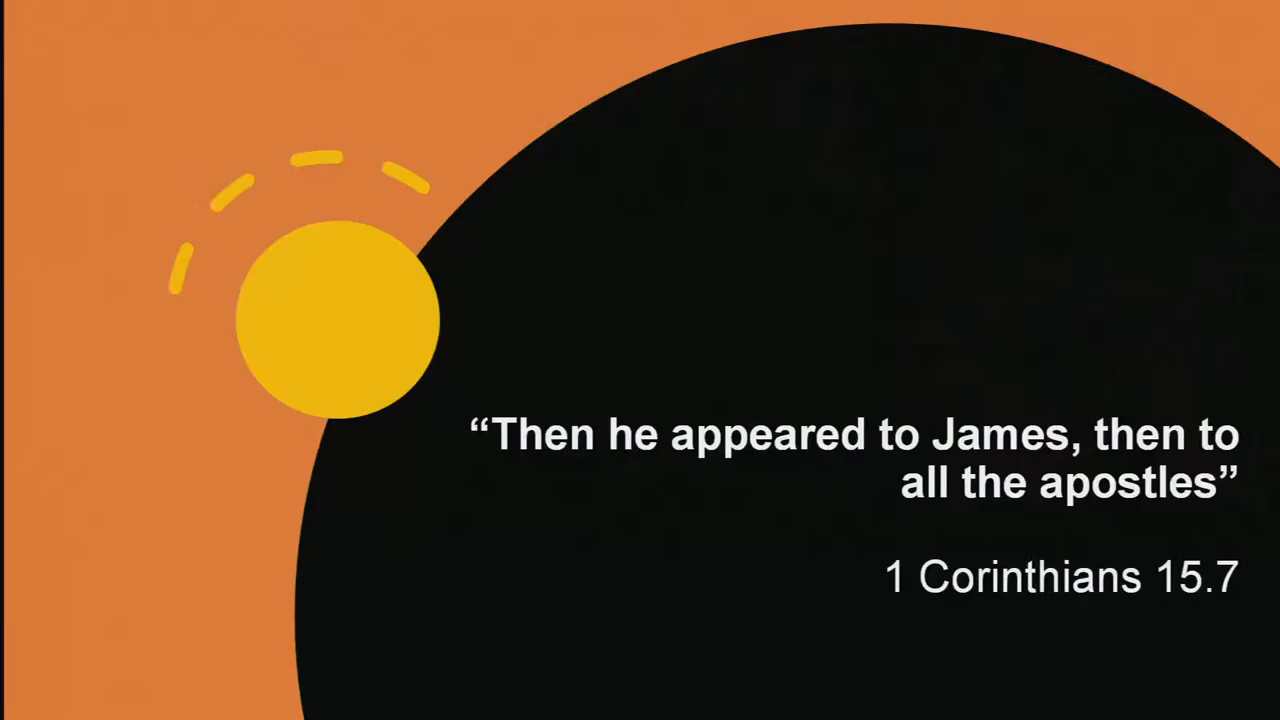 “Then he appeared to James, then to
all the apostles”
1 Corinthians 15.7